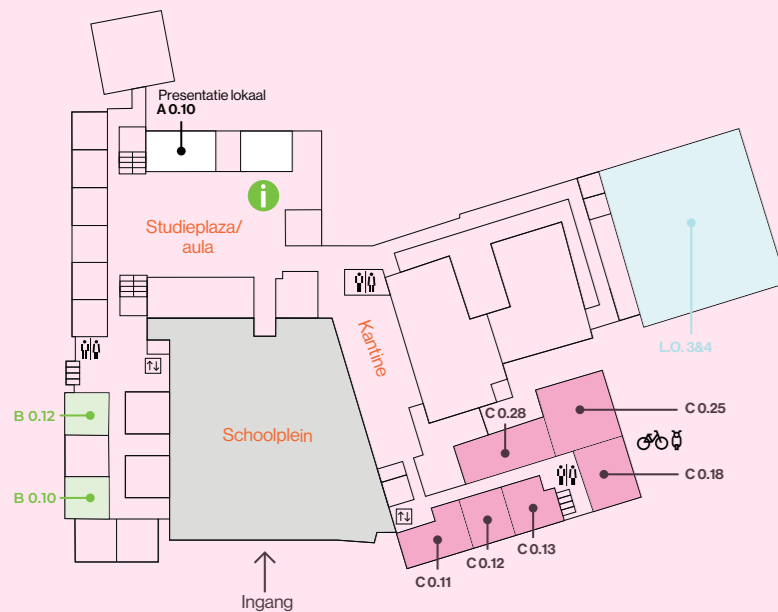 Presentatie lokaal
A 0.10
i
Studieplaza/
aula
Kantine
L.O. 3&4
B 0.12
Schoolplein
C 0.28
C 0.25
B 0.10
C 0.18
C 0.11
C 0.12
C 0.13
Ingang